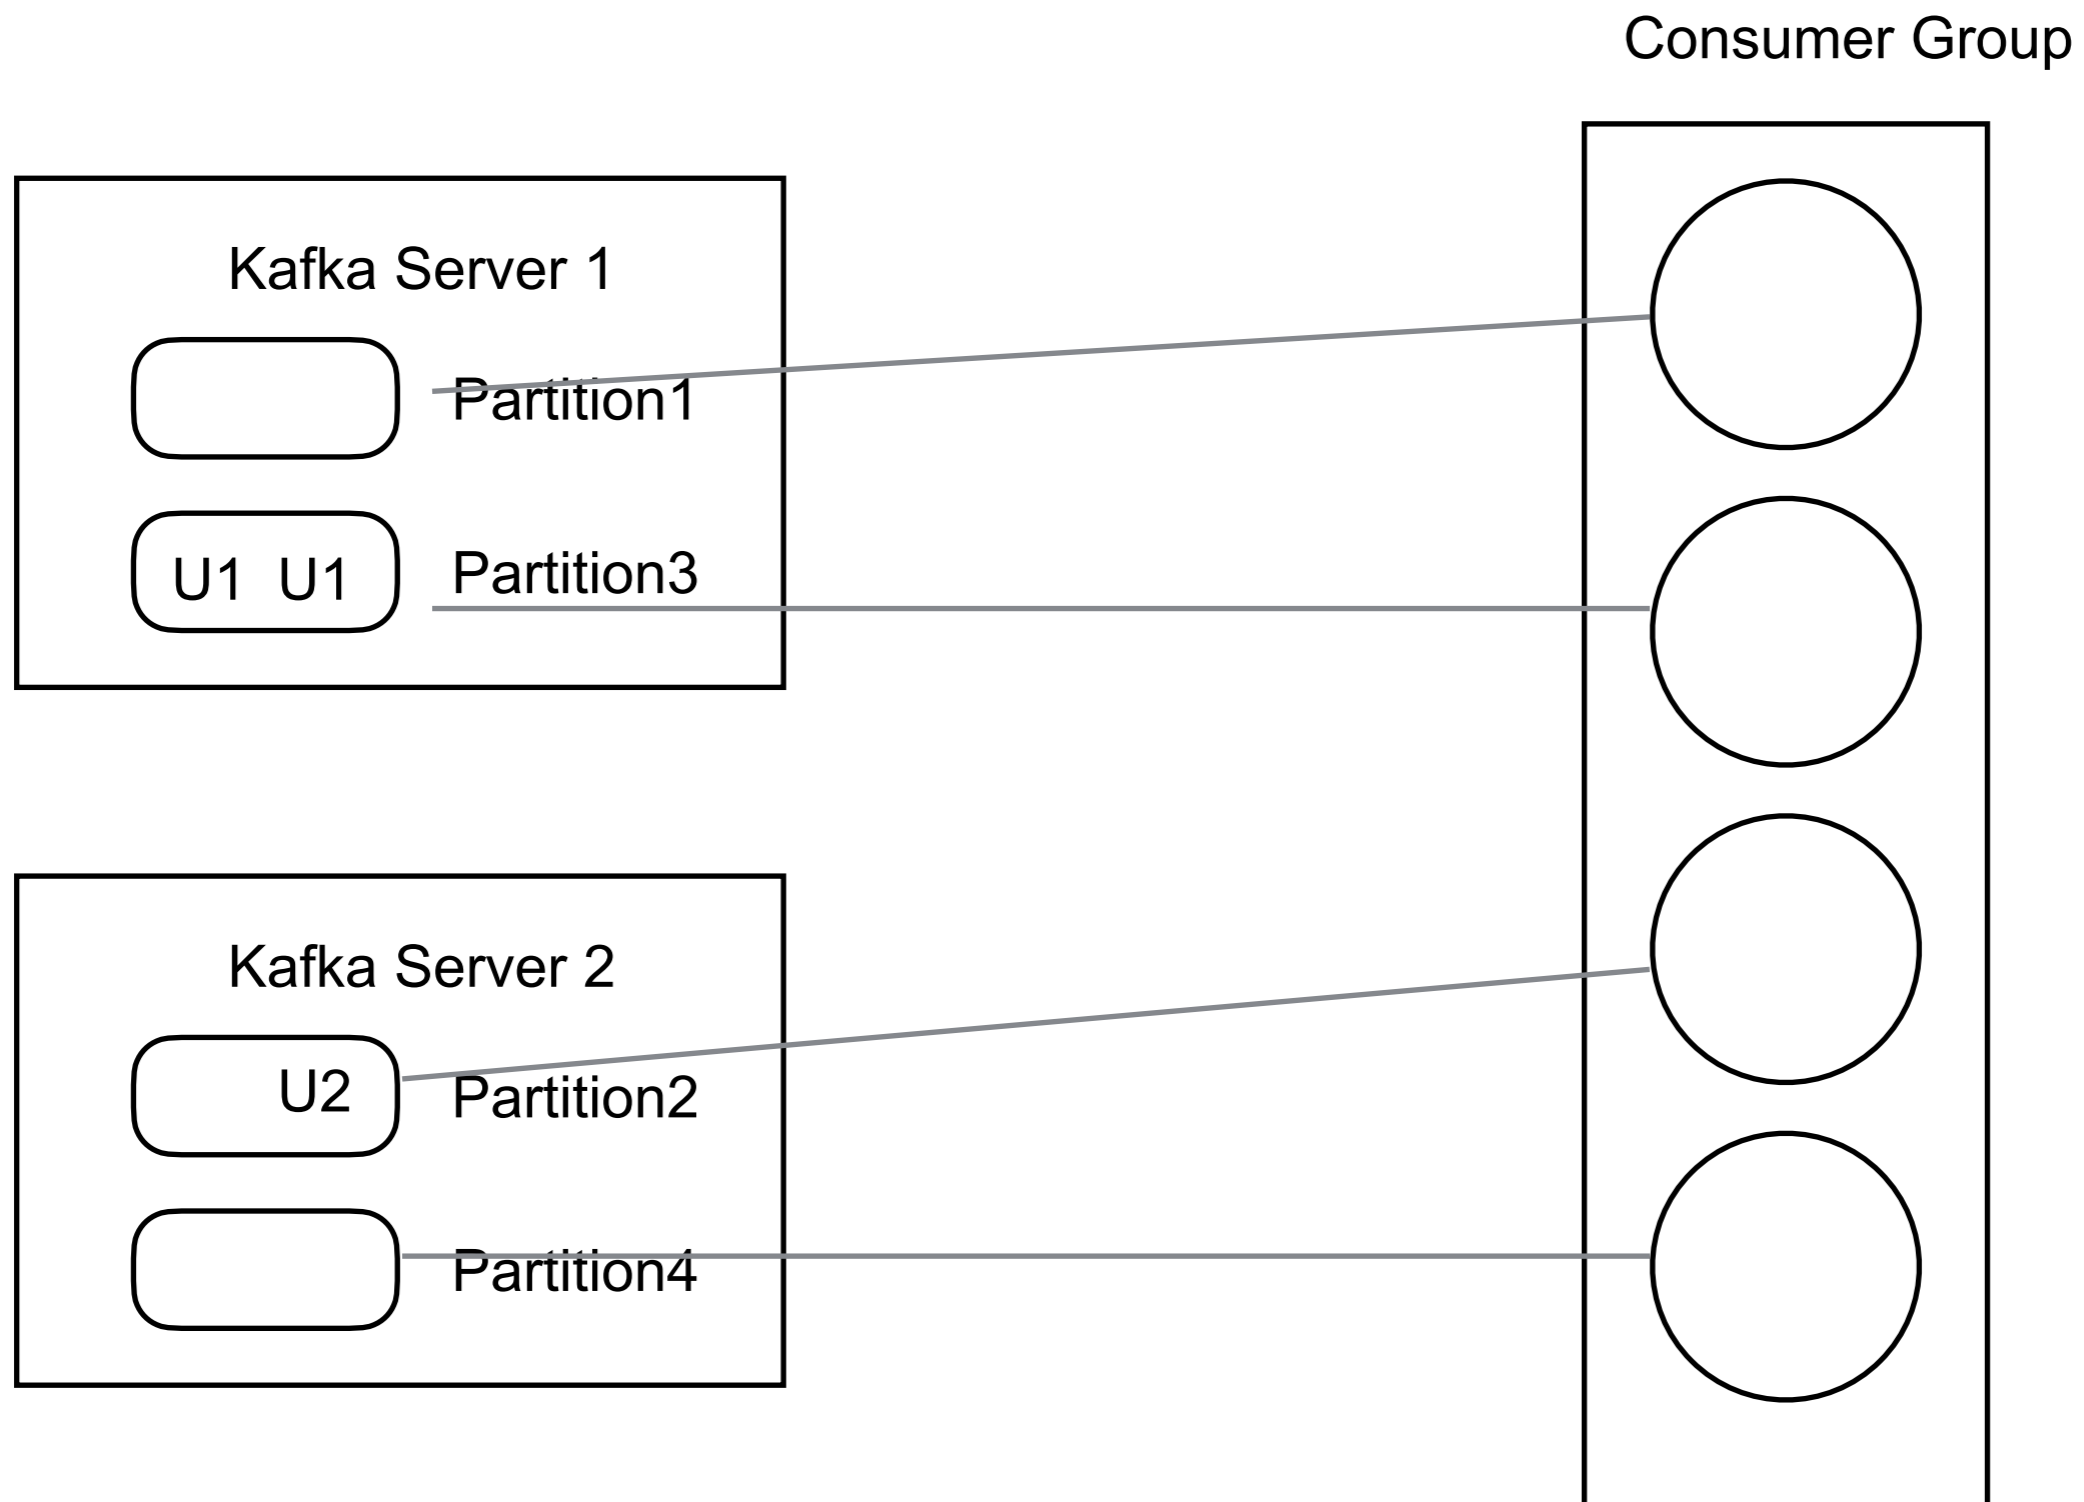 Consumer Group
Kafka Server 1
Partition1
U1 U1 Partition3
Kafka Server 2
U2 Partition2
Partition4